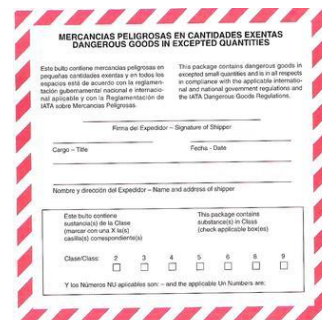 MERCANCIAS PELIGROSAS EN CANTIDADES EXENTAS
DANGEROUS GOODS IN EXCEPTED QUANTITIES
Este bulto contiene mercancias peligrosas en
pequeñas cantidades exentas y en todos los
espacios está de acuerdo con la reglamen-
tación gubernamental nacional e internacio-
nal aplicable y con la Reglamentación de
IATA sobre Mercancias Peligrosas.
This package contains dangerous goods in
excepted small quantities and is in all respects
in compliance with the applicable internatio-
nal and national government regulations and
the IATA Dangerous Goods Regulations.
Firma del Expedidor – Signature of Shipper
Cargo – Title
Fecha - Date
Nombre y dirección del Expedidor – Name and address of shipper
Este bulto contiene
sustancia(s) de la Clase
(marcar con una X la(s)
casilla(s) correspondiente(s)
This package contains
substance(s) in Class
(check applicable box(es)
Clase/Class: 2 3 4 5 6 8 9
Y los Números NU aplicables son: – and the applicable Un Numbers are: